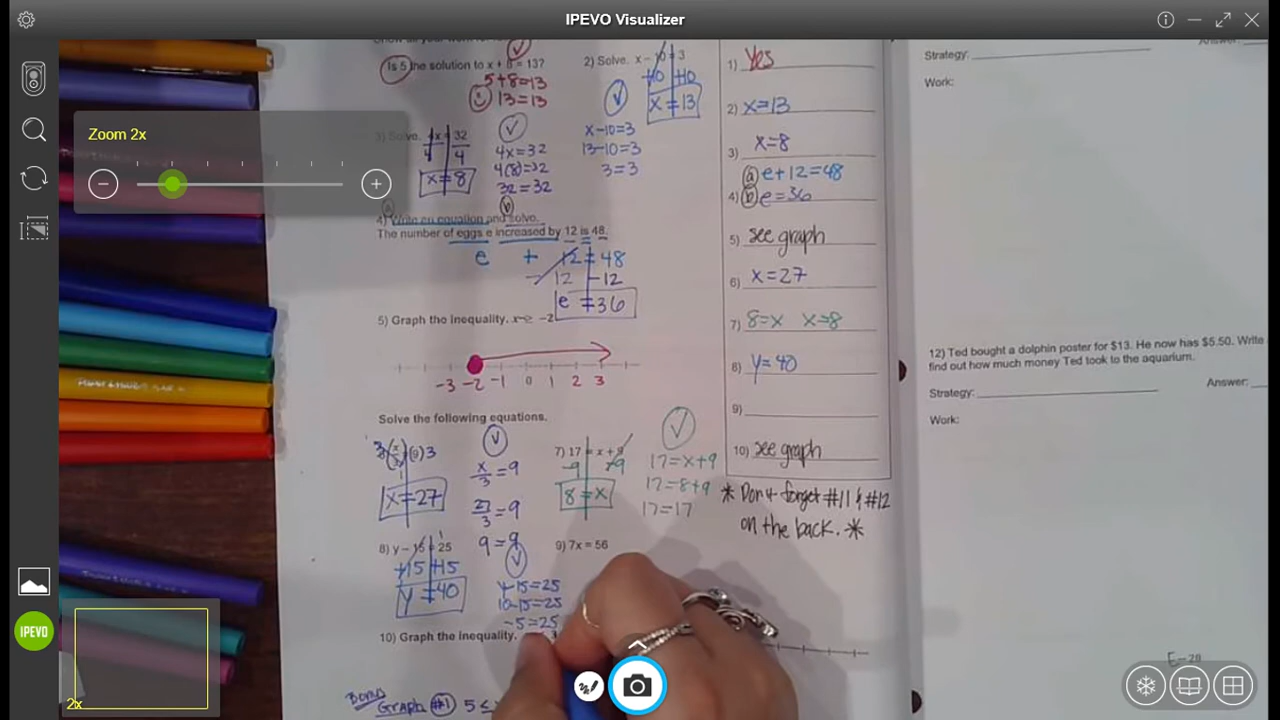 IPEVO Visualizer
Zoom 2x
Is 5 the solution to x + 8 = 13?
5+8=13
13=13
2) Solve. x - 10 = 3
+10 +10
x=13
x-10=3
13-10=3
3=3
3) Solve. 4x = 32
4 4
x=8
4x=32
4(8)=32
32=32
a b
4) Write an equation and solve.
The number of eggs e increased by 12 is 48.
e + 12 = 48
-12 -12
e = 36
5) Graph the inequality. x ≥ -2
-3 -2 -1 0 1 2 3
Solve the following equations.
3(x/3)=(9)3
x=27
x/3=9
27/3=9
9=9
7) 17 = x + 9
-9 -9
8=x
17=x+9
17=8+9
17=17
8) y - 15 = 25
+15 +15
y=40
y-15=25
10-15=25
-5=25
9) 7x = 56
10) Graph the inequality.
Bonus
Graph #1 5 ≤
1) Yes
2) x=13
3) x=8
a e+12=48
4) b e=36
5) see graph
6) x=27
7) 8=x x=8
8) y=40
9)
10) see graph
* Don't forget #11 & #12
on the back. *
Strategy:
Work:
12) Ted bought a dolphin poster for $13. He now has $5.50. Write
find out how much money Ted took to the aquarium.
Strategy: Answer:
Work:
IPEVO
2x